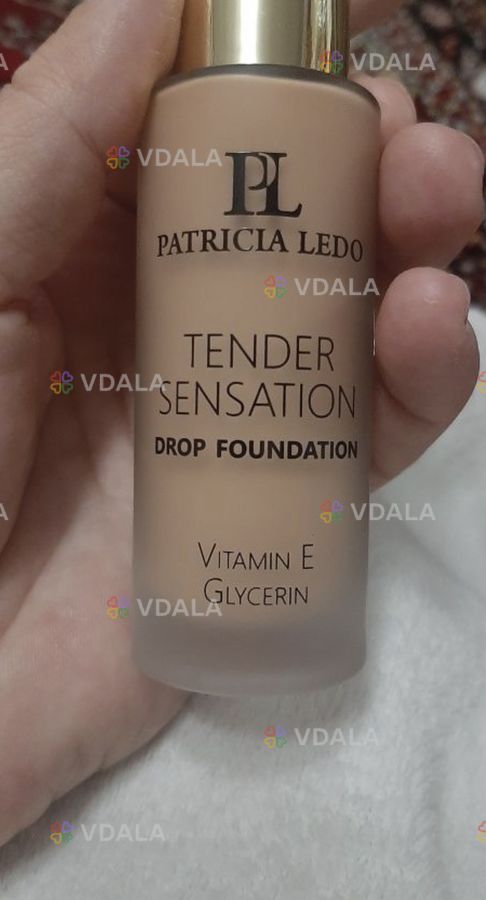 VDALA
VDALA
PL
PATRICIA LEDO
VDALA
TENDER
VDALA
SENSATION
DROP FOUNDATION
VDALA
VITAMIN E
GLYCERIN
VDALA
VDALA
VDALA